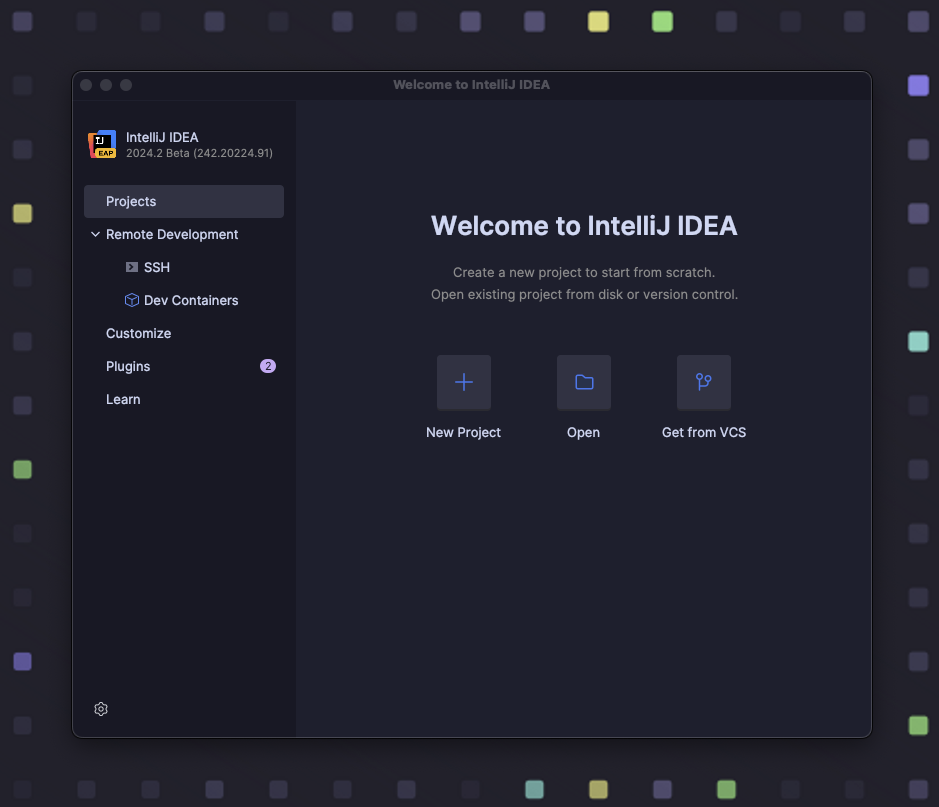 Welcome to IntelliJ IDEA
IJ
EAP
IntelliJ IDEA
2024.2 Beta (242.20224.91)
Projects
Remote Development
SSH
Dev Containers
Customize
Plugins 2
Learn
Welcome to IntelliJ IDEA
Create a new project to start from scratch.
Open existing project from disk or version control.
New Project Open Get from VCS